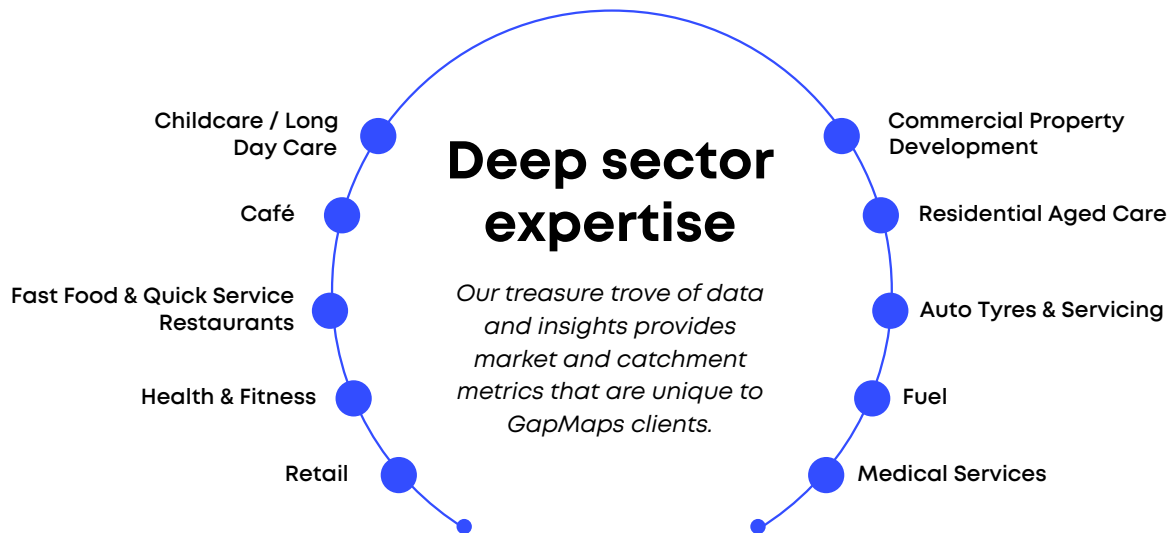 Deep sector
expertise
Our treasure trove of data
and insights provides
market and catchment
metrics that are unique to
GapMaps clients.
Childcare / Long
Day Care
Café
Fast Food & Quick Service
Restaurants
Health & Fitness
Retail
Commercial Property
Development
Residential Aged Care
Auto Tyres & Servicing
Fuel
Medical Services